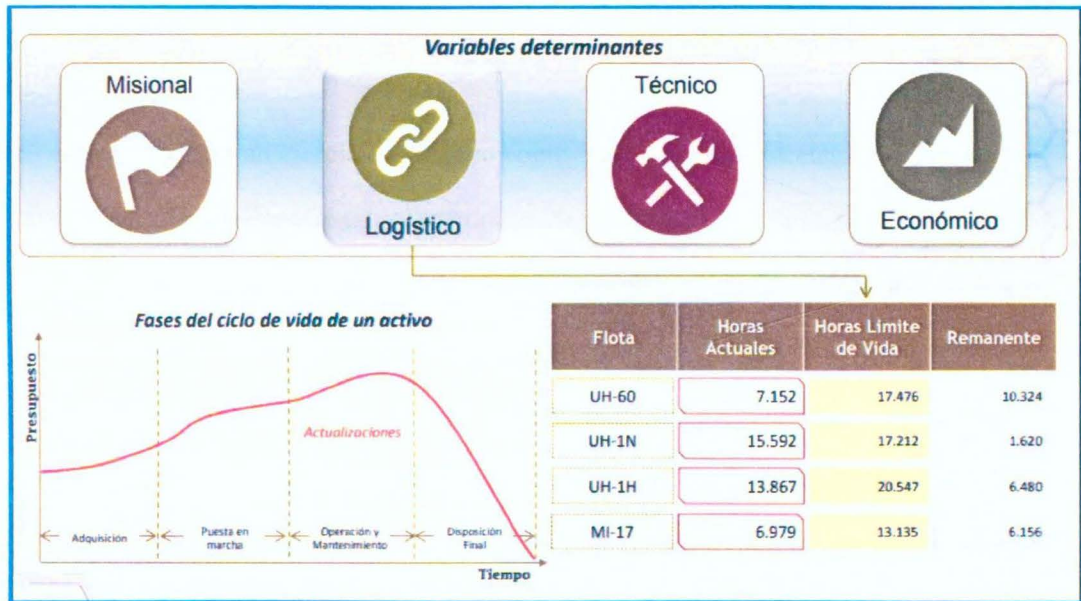 Variables determinantes
Misional
Logístico
Técnico
Económico
Fases del ciclo de vida de un activo
Presupuesto
Actualizaciones
Adquisición
Puesta en
marcha
Operación y
Mantenimiento
Disposición
Final
Tiempo
Flota
Horas
Actuales
Horas Limite
de Vida
Remanente
UH-60 7.152 17.476 10.324
UH-1N 15.592 17.212 1.620
UH-1H 13.867 20.547 6.480
MI-17 6.979 13.135 6.156